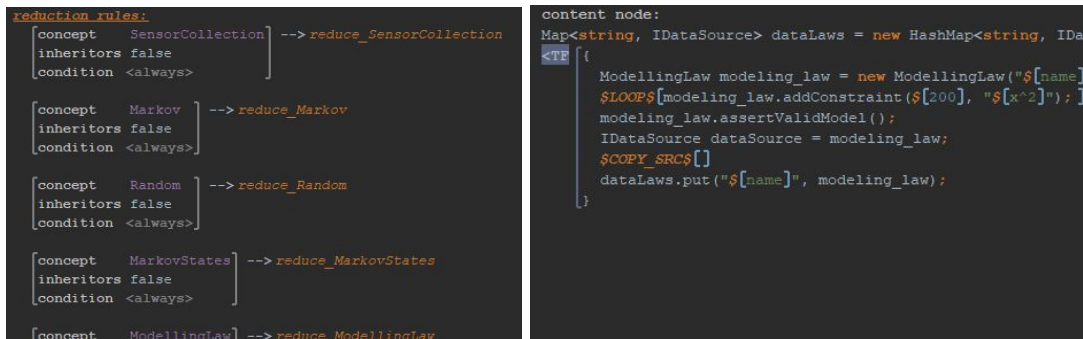 reduction rules:
[concept SensorCollection] --> reduce_SensorCollection
inheritors false
condition <always>
[concept Markov ] --> reduce_Markov
inheritors false
condition <always>
[concept Random ] --> reduce_Random
inheritors false
condition <always>
[concept MarkovStates] --> reduce_MarkovStates
inheritors false
condition <always>
[concept ModellingLaw] --> reduce_ModellingLaw
content node:
Map<string, IDataSource> dataLaws = new HashMap<string, IDa
<TF [{
ModellingLaw modeling_law = new ModellingLaw("$[name]
$LOOP$[modeling_law.addConstraint($[200], "$[x^2]"); ]
modeling_law.assertValidModel();
IDataSource dataSource = modeling_law;
$COPY_SRC$[]
dataLaws.put("$[name]", modeling_law);
}